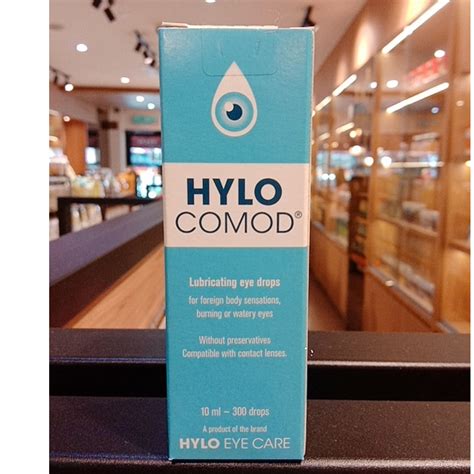 HYLO
COMOD®
Lubricating eye drops
for foreign body sensations,
burning or watery eyes
Without preservatives
Compatible with contact lenses.
10 ml ~ 300 drops
A product of the brand
HYLO EYE CARE